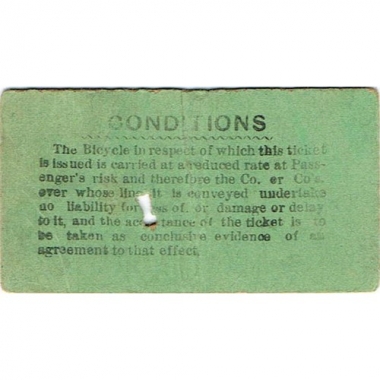 CONDITIONS
The Bicycle in respect of which this ticket
is issued is carried at a reduced rate at Pass-
enger's risk and therefore the Co. or Co's.
over whose line it is conveyed undertake
no liability for loss of. or damage or delay
to it, and the acceptance of the ticket is to
be taken as conclusive evidence of an
agreement to that effect.